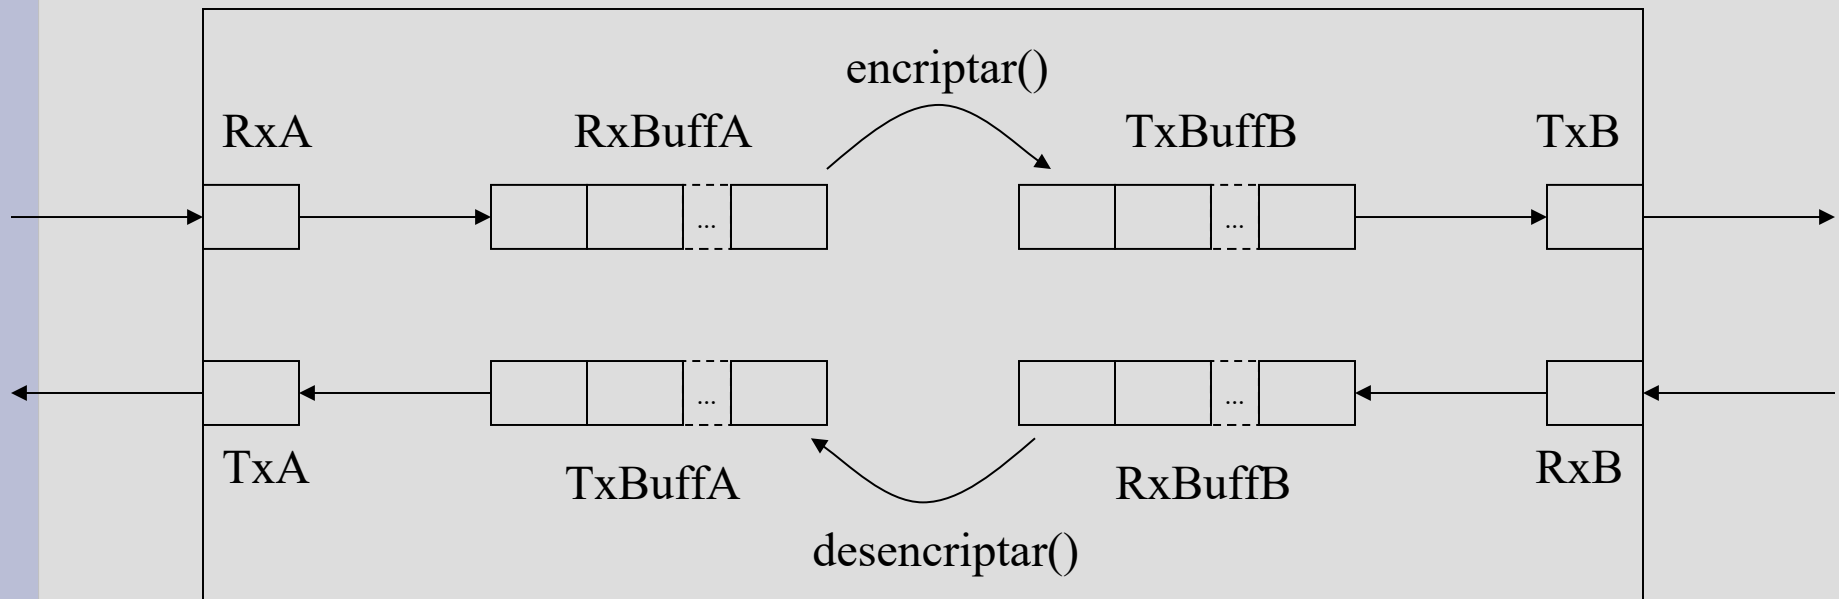 encriptar()
RxA
RxBuffA
TxBuffB
TxB
...
...
...
...
TxA
TxBuffA
RxBuffB
RxB
desencriptar()